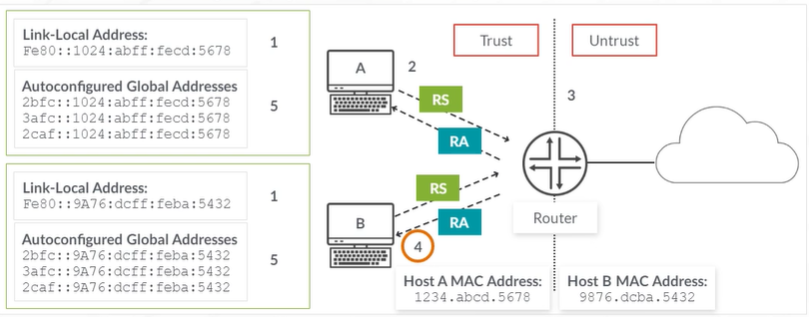 Link-Local Address:
Fe80::1024:abff:fecd:5678
1
Autoconfigured Global Addresses
2bfc::1024:abff:fecd:5678
3afc::1024:abff:fecd:5678
2caf::1024:abff:fecd:5678
5
A
2
RS
RA
Trust
Untrust
3
Link-Local Address:
Fe80::9A76:dcff:feba:5432
1
Autoconfigured Global Addresses
2bfc::9A76:dcff:feba:5432
3afc::9A76:dcff:feba:5432
2caf::9A76:dcff:feba:5432
5
B
RS
RA
4
Router
Host A MAC Address:
1234.abcd.5678
Host B MAC Address:
9876.dcba.5432